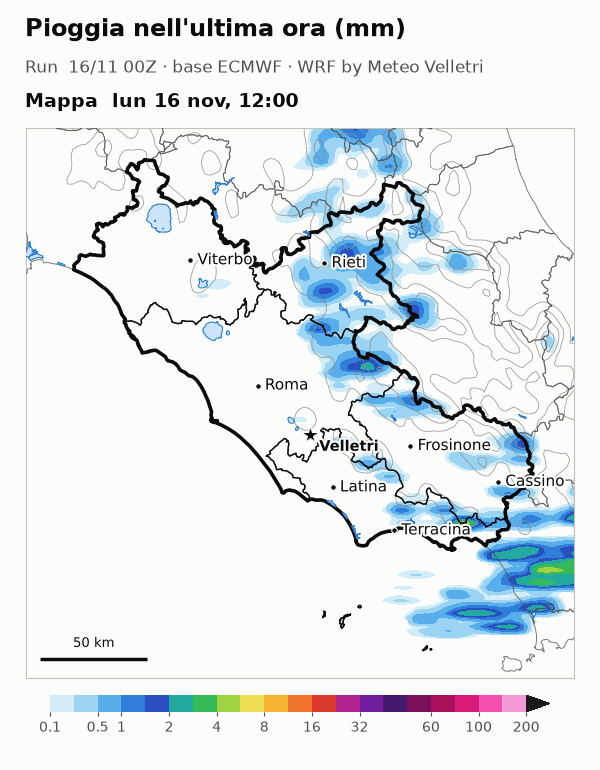 Pioggia nell'ultima ora (mm)
Run  16/11 00Z · base ECMWF · WRF by Meteo Velletri
Mappa  lun 16 nov, 12:00
Viterbo
Rieti
Roma
Velletri
Frosinone
Latina
Cassino
Terracina
50 km
0.1 0.5 1 2 4 8 16 32 60 100 200